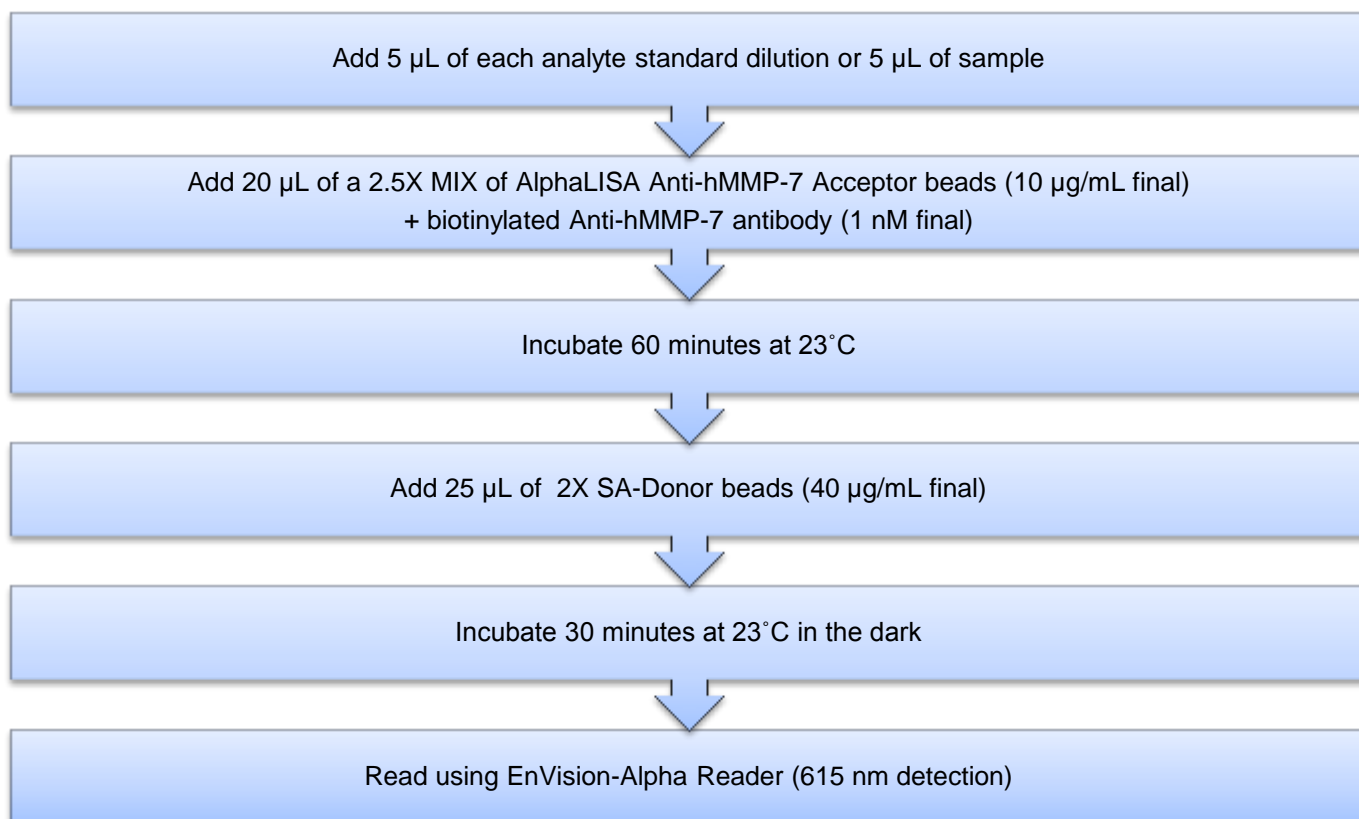 Add 5 µL of each analyte standard dilution or 5 µL of sample
Add 20 µL of a 2.5X MIX of AlphaLISA Anti-hMMP-7 Acceptor beads (10 µg/mL final)
+ biotinylated Anti-hMMP-7 antibody (1 nM final)
Incubate 60 minutes at 23˚C
Add 25 µL of  2X SA-Donor beads (40 µg/mL final)
Incubate 30 minutes at 23˚C in the dark
Read using EnVision-Alpha Reader (615 nm detection)